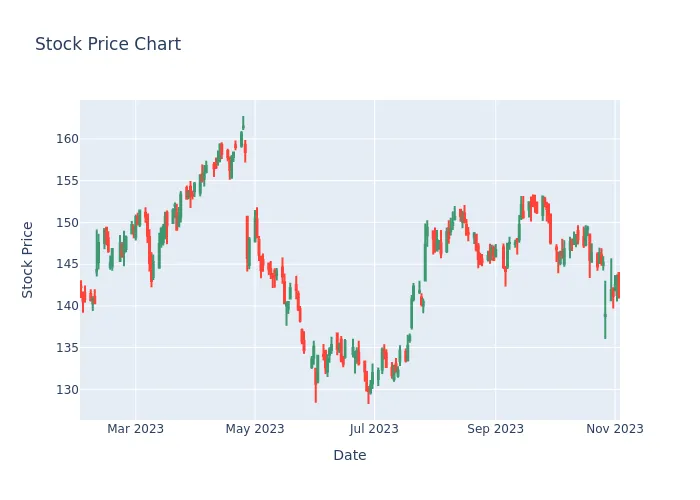 Stock Price Chart
Stock Price
160
155
150
145
140
135
130
Mar 2023
May 2023
Jul 2023
Sep 2023
Nov 2023
Date